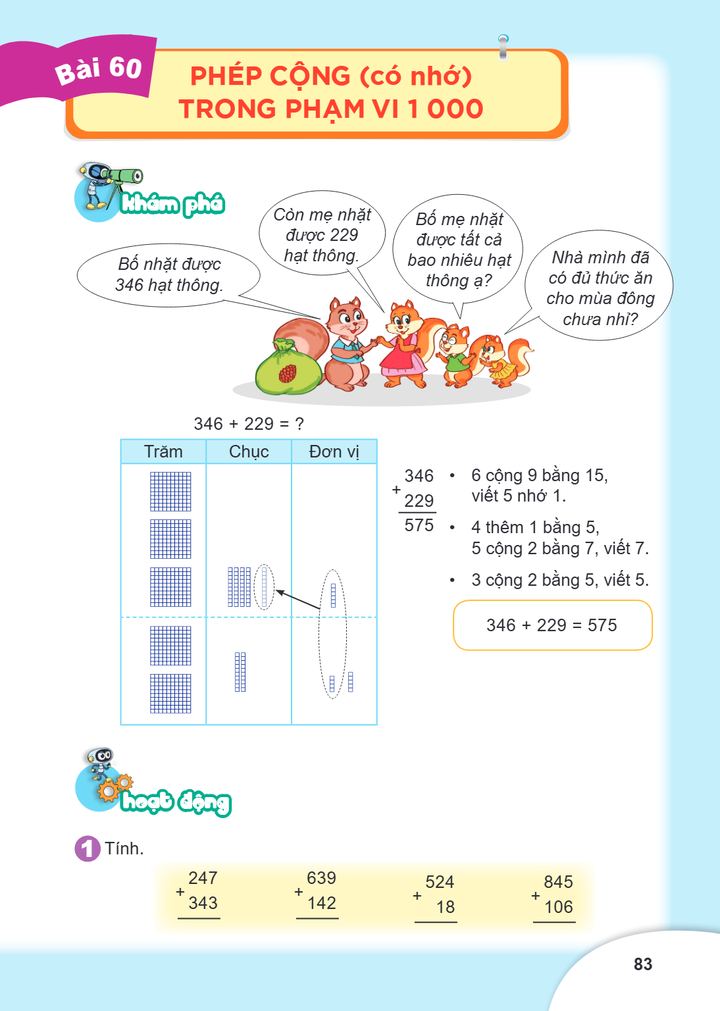 Bài 60
PHÉP CỘNG (có nhớ)
TRONG PHẠM VI 1 000
khám phá
Bố nhặt được
346 hạt thông.
Còn mẹ nhặt
được 229
hạt thông.
Bố mẹ nhặt
được tất cả
bao nhiêu hạt
thông ạ?
Nhà mình đã
có đủ thức ăn
cho mùa đông
chưa nhỉ?
346 + 229 = ?
Trăm Chục Đơn vị
346
+
229
575
• 6 cộng 9 bằng 15,
viết 5 nhớ 1.
• 4 thêm 1 bằng 5,
5 cộng 2 bằng 7, viết 7.
• 3 cộng 2 bằng 5, viết 5.
346 + 229 = 575
hoạt động
1 Tính.
247 639 524 845
+ + + +
343 142 18 106
83